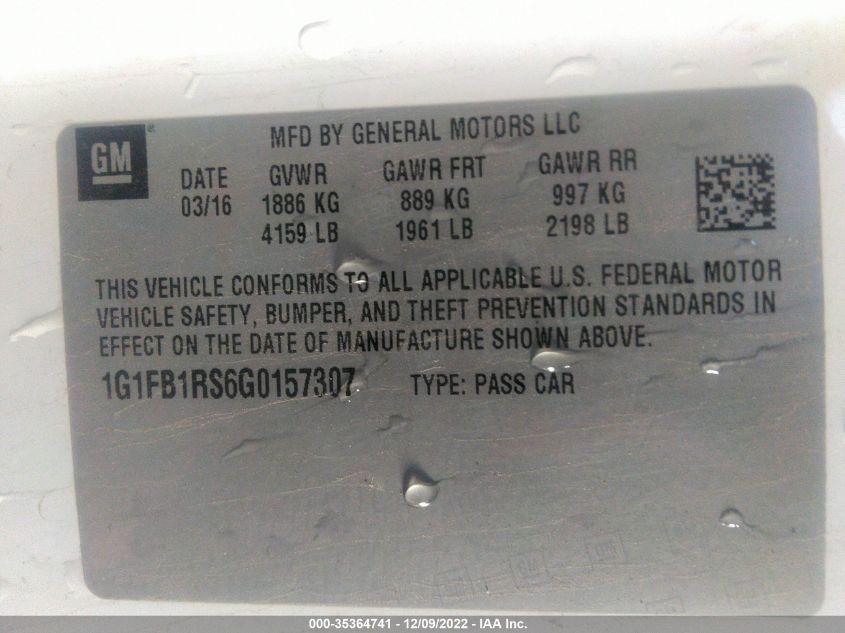 GM
MFD BY GENERAL MOTORS LLC
DATE GVWR GAWR FRT GAWR RR
03/16 1886 KG 889 KG 997 KG
4159 LB 1961 LB 2198 LB
THIS VEHICLE CONFORMS TO ALL APPLICABLE U.S. FEDERAL MOTOR
VEHICLE SAFETY, BUMPER, AND THEFT PREVENTION STANDARDS IN
EFFECT ON THE DATE OF MANUFACTURE SHOWN ABOVE.
1G1FB1RS6G0157307 TYPE: PASS CAR
000-35364741 - 12/09/2022 - IAA Inc.